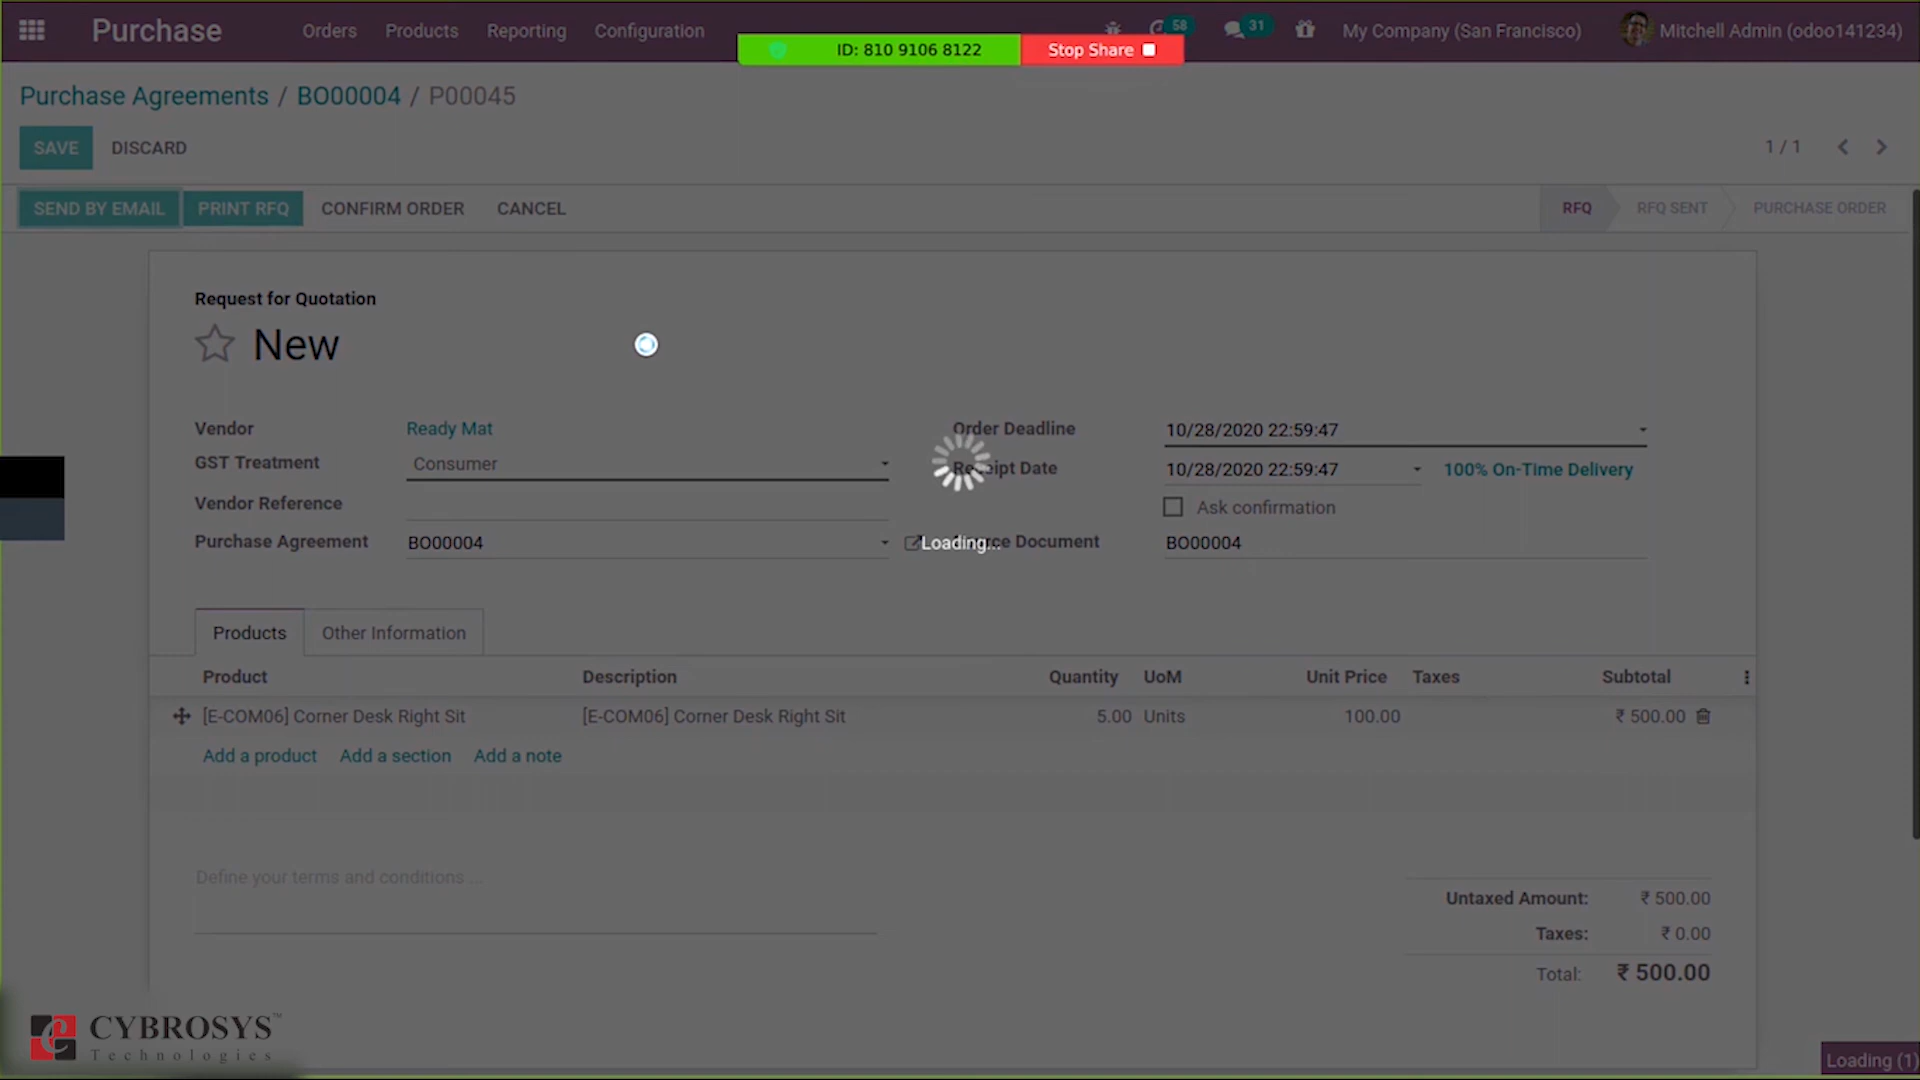 Purchase Orders Products Reporting Configuration 58 31 My Company (San Francisco) Mitchell Admin (odoo141234)
ID: 810 9106 8122 Stop Share
Purchase Agreements / BO00004 / P00045
SAVE DISCARD 1 / 1
SEND BY EMAIL PRINT RFQ CONFIRM ORDER CANCEL RFQ RFQ SENT PURCHASE ORDER
Request for Quotation
New
Vendor Ready Mat Order Deadline 10/28/2020 22:59:47
GST Treatment Consumer Receipt Date 10/28/2020 22:59:47 100% On-Time Delivery
Vendor Reference Ask confirmation
Purchase Agreement BO00004 Loading... Document BO00004
Products Other Information
Product Description Quantity UoM Unit Price Taxes Subtotal
[E-COM06] Corner Desk Right Sit [E-COM06] Corner Desk Right Sit 5.00 Units 100.00 ₹ 500.00
Add a product Add a section Add a note
Define your terms and conditions ...
Untaxed Amount: ₹ 500.00
Taxes: ₹ 0.00
Total: ₹ 500.00
CYBROSYS™
Technologies
Loading (1)